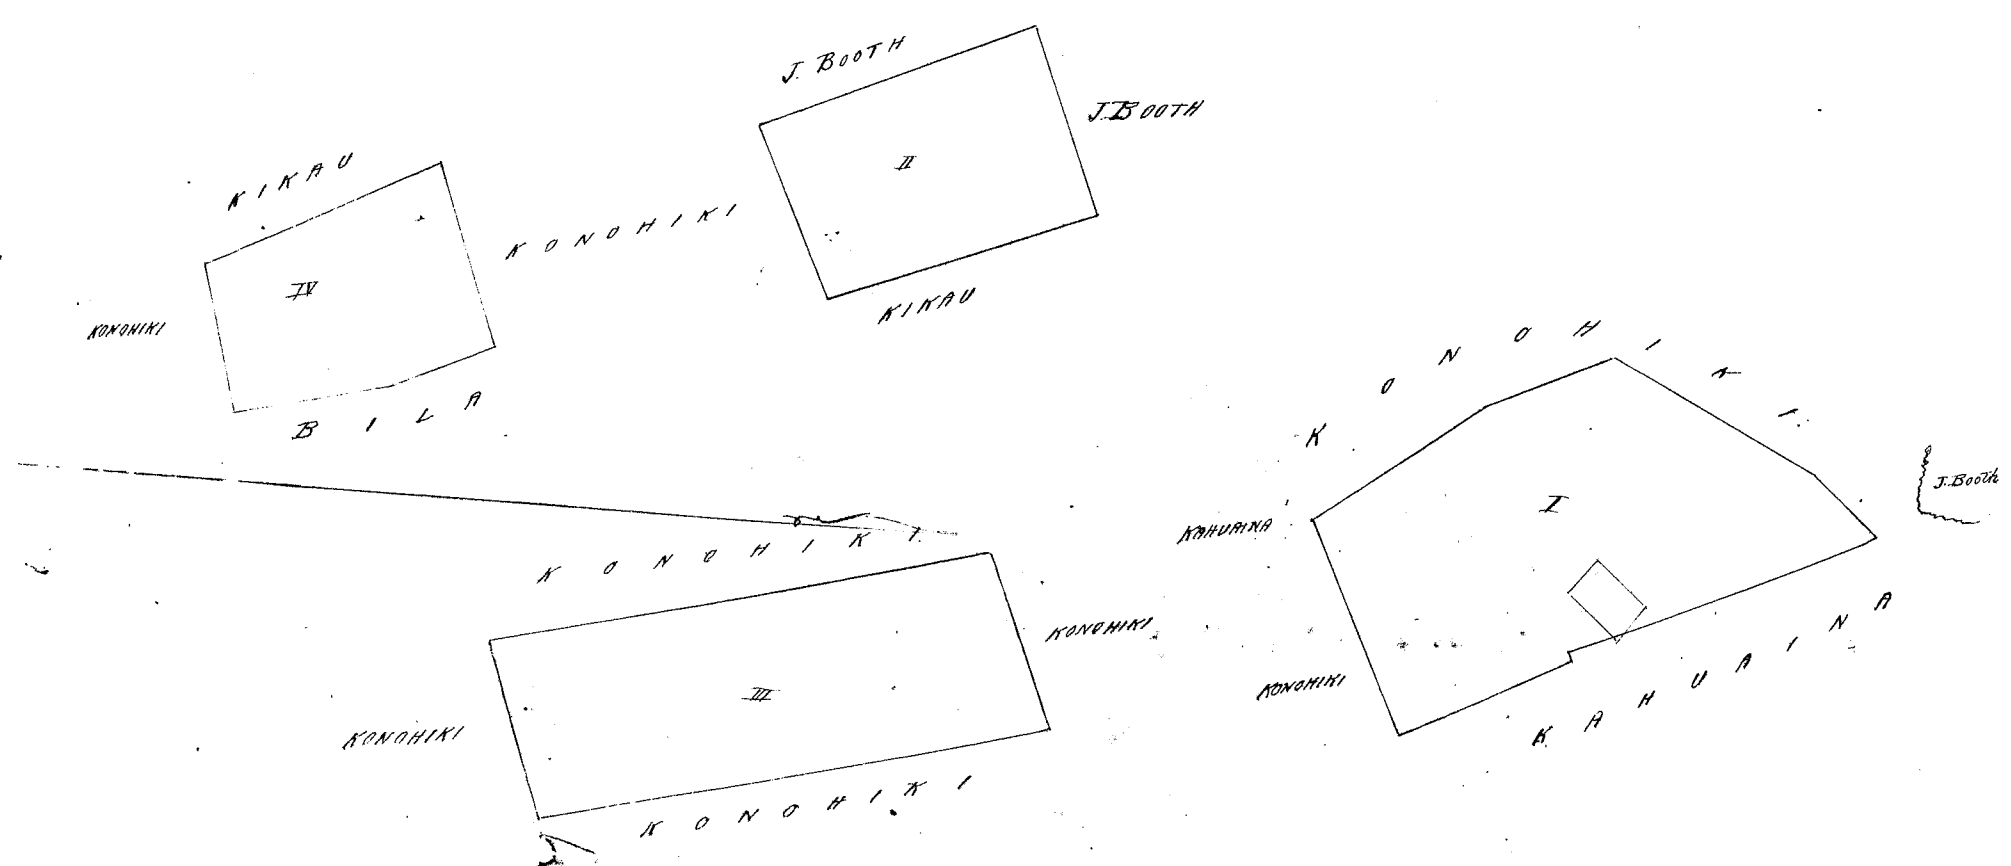 J. BOOTH
J. BOOTH
II
KIKAU
KIKAU
KONOHIKI
IV
KONOHIKI
BILA
KONOHIKI
KAHUAINA
I
J. Booth
KONOHIKI
KAHUAINA
KONOHIKI
KONOHIKI
III
KONOHIKI
KONOHIKI